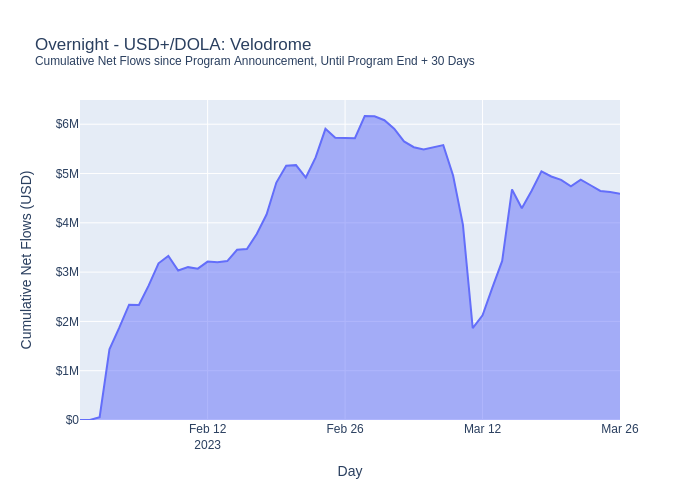 Overnight - USD+/DOLA: Velodrome
Cumulative Net Flows since Program Announcement, Until Program End + 30 Days
Cumulative Net Flows (USD)
$6M
$5M
$4M
$3M
$2M
$1M
$0
Feb 12
2023
Feb 26
Mar 12
Mar 26
Day